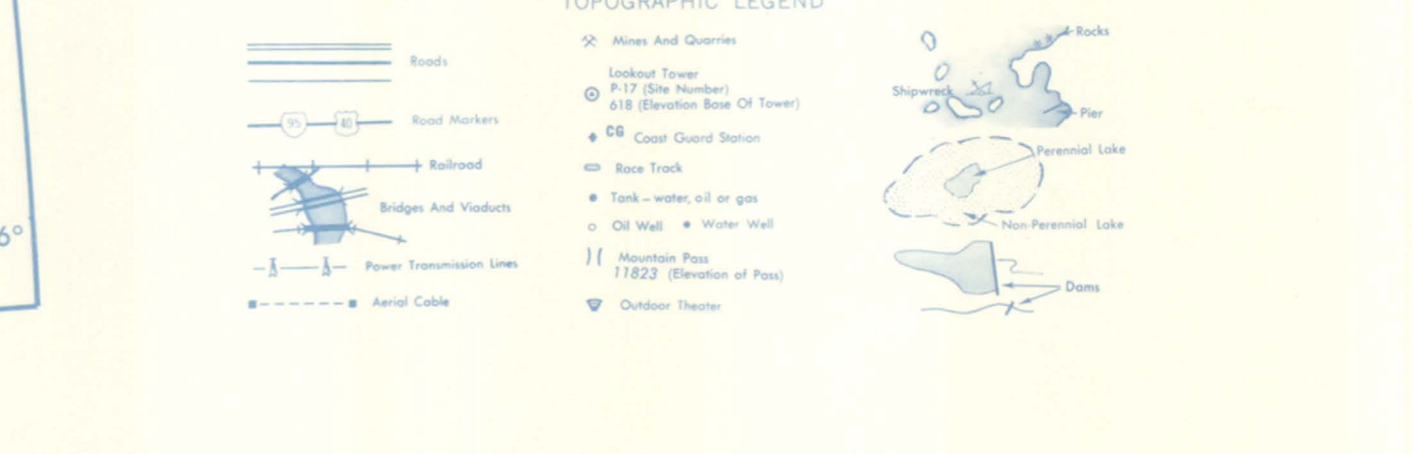 TOPOGRAPHIC LEGEND
Roads
95 40 Road Markers
Railroad
Bridges And Viaducts
Power Transmission Lines
Aerial Cable
Mines And Quarries
Lookout Tower
P-17 (Site Number)
618 (Elevation Base Of Tower)
CG Coast Guard Station
Race Track
Tank - water, oil or gas
Oil Well Water Well
Mountain Pass
11823 (Elevation of Pass)
Outdoor Theater
Rocks
Shipwreck
Pier
Perennial Lake
Non-Perennial Lake
Dams
6°